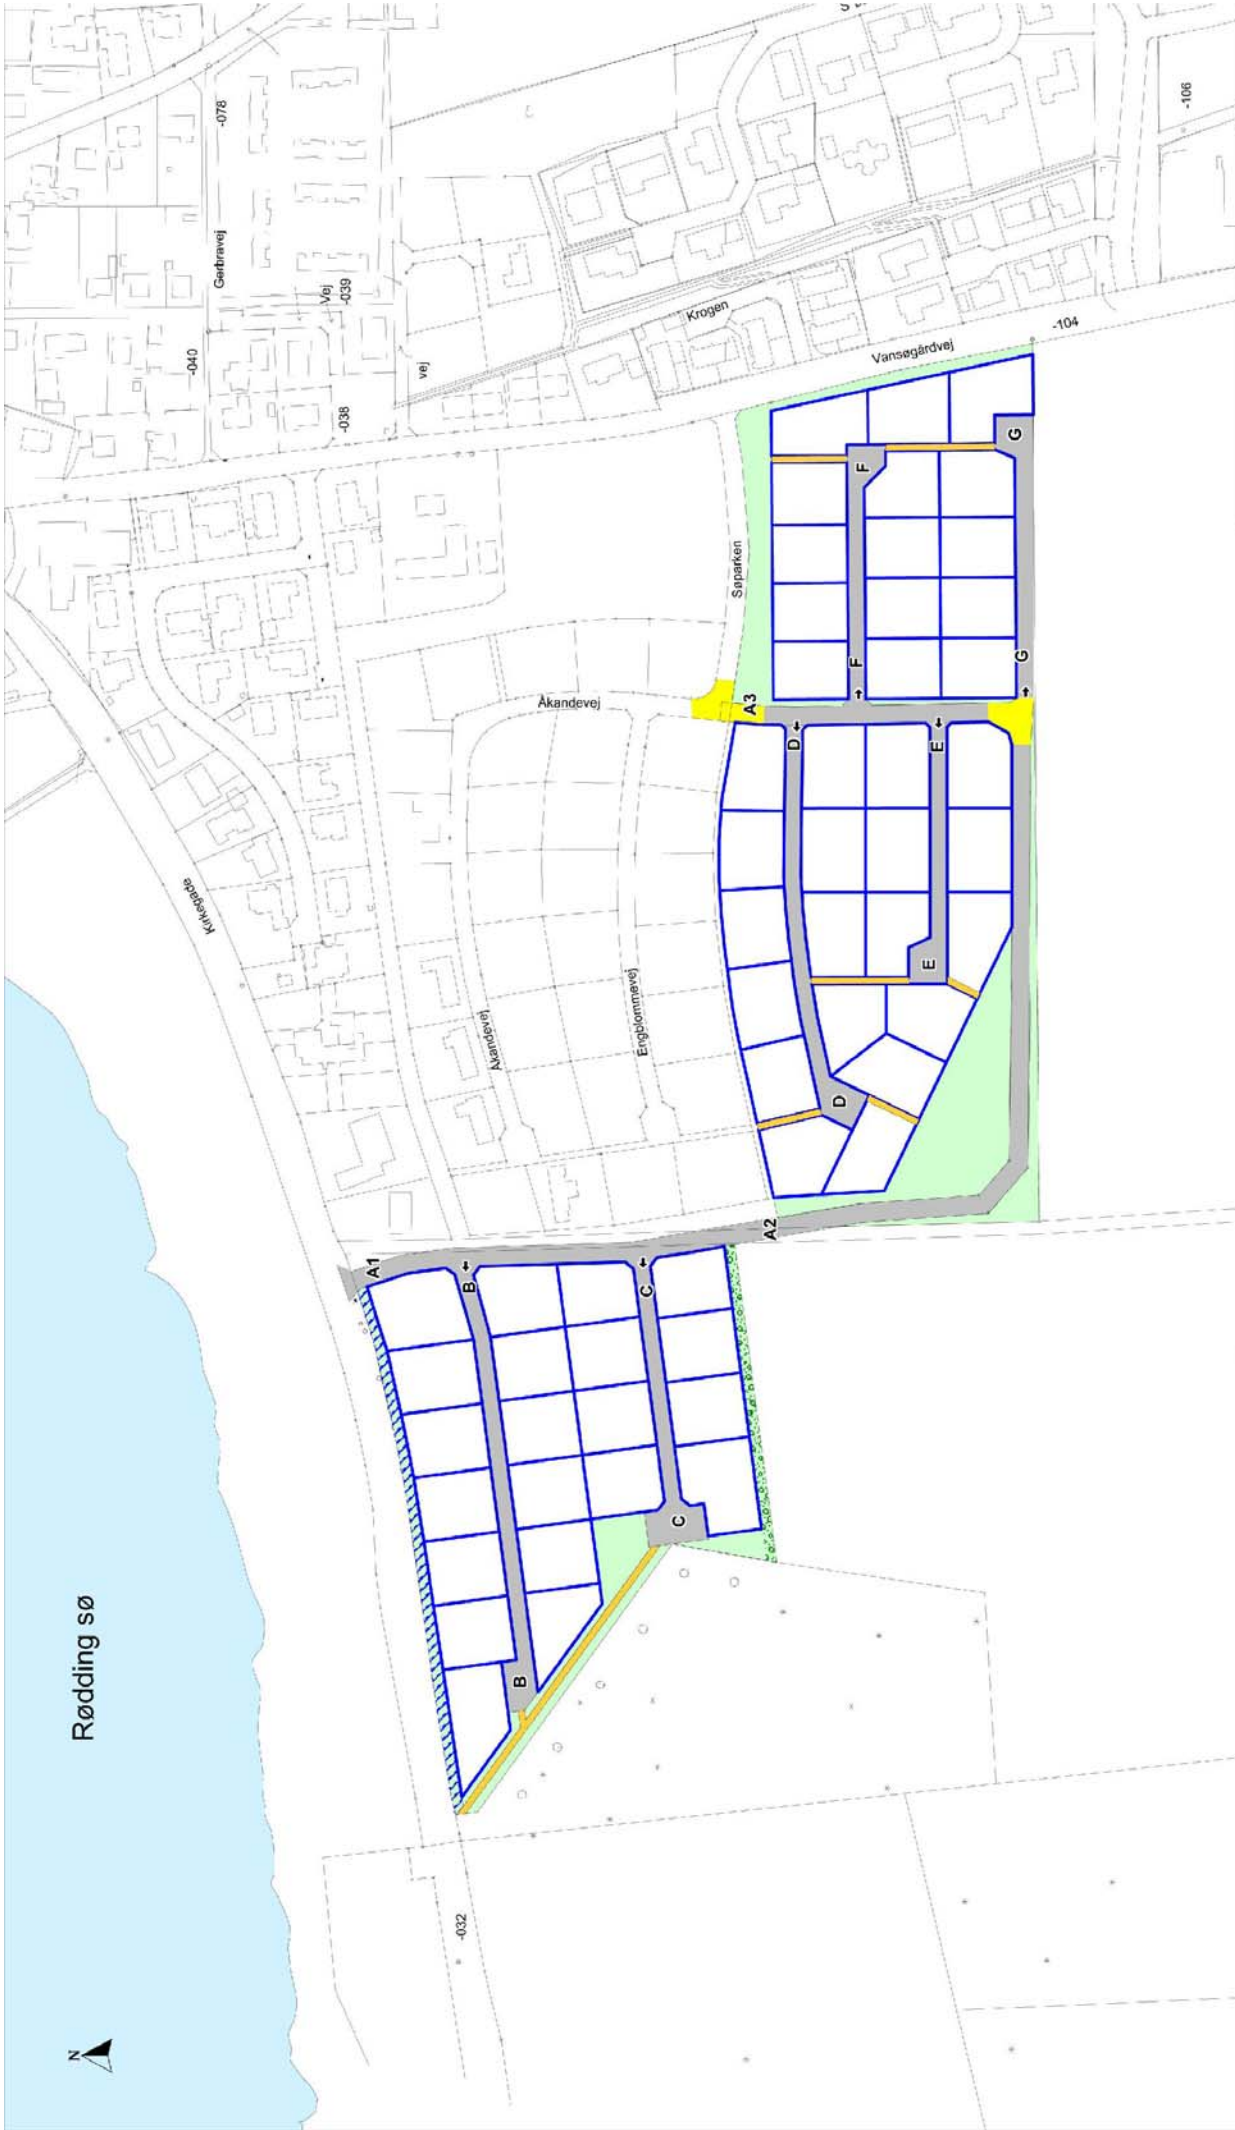 Rødding sø
N
-032
Kirkegade
Åkandevej
Engblommevej
Åkandevej
Søparken
Vansøgårdvej
-104
Krogen
-106
Gerbravej
-078
-040
-038
Vej
-039
vej
A1
B
B
C
C
A2
A3
D
D
E
E
F
F
G
G